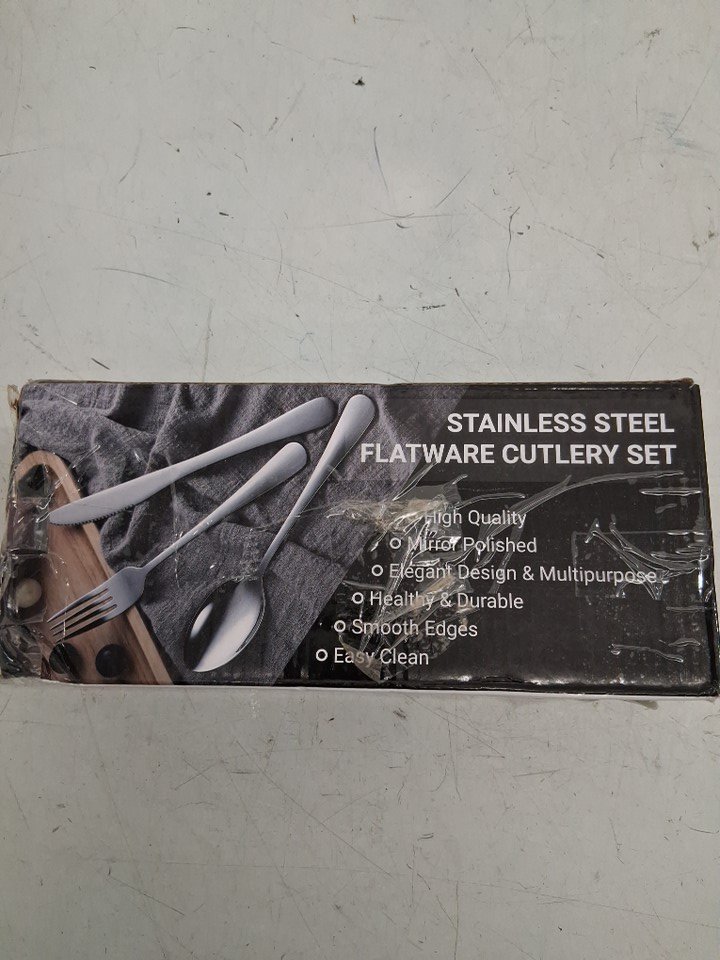 STAINLESS STEEL
FLATWARE CUTLERY SET
High Quality
Mirror Polished
Elegant Design & Multipurpose
Healthy & Durable
Smooth Edges
Easy Clean